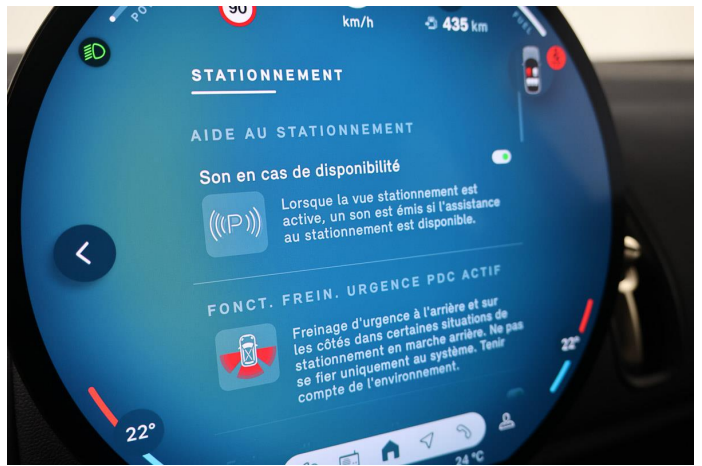 90
km/h
435 km
FUEL
STATIONNEMENT
AIDE AU STATIONNEMENT
Son en cas de disponibilité
((( P )))
Lorsque la vue stationnement est
active, un son est émis si l'assistance
au stationnement est disponible.
FONCT. FREIN. URGENCE PDC ACTIF
Freinage d'urgence à l'arrière et sur
les côtés dans certaines situations de
stationnement en marche arrière. Ne pas
se fier uniquement au système. Tenir
compte de l'environnement.
22°
22°
24 °C